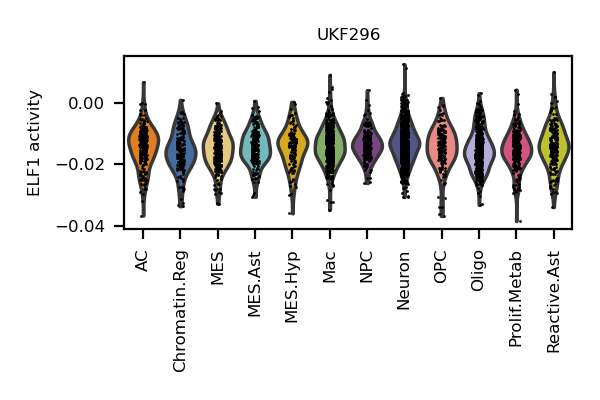 UKF296
ELF1 activity
0.00
−0.02
−0.04
AC
Chromatin.Reg
MES
MES.Ast
MES.Hyp
Mac
NPC
Neuron
OPC
Oligo
Prolif.Metab
Reactive.Ast